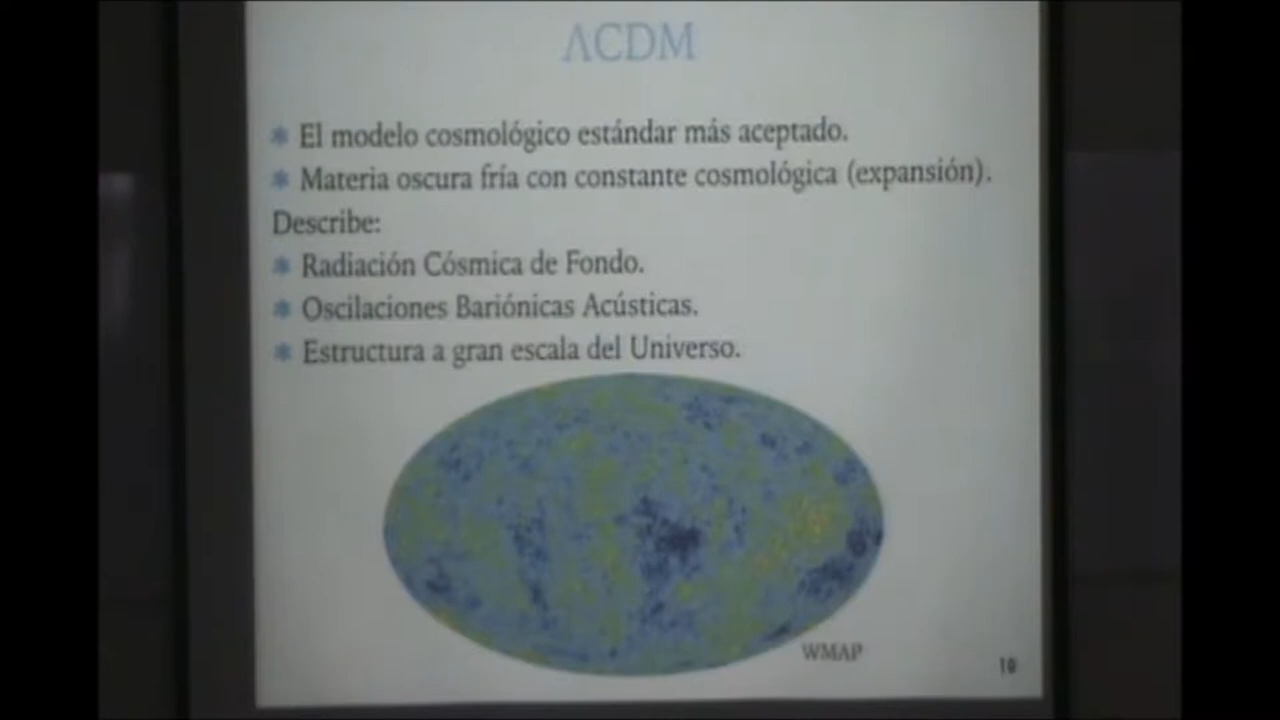 ΛCDM
* El modelo cosmológico estándar más aceptado.
* Materia oscura fría con constante cosmológica (expansión).
Describe:
* Radiación Cósmica de Fondo.
* Oscilaciones Bariónicas Acústicas.
* Estructura a gran escala del Universo.
WMAP
10